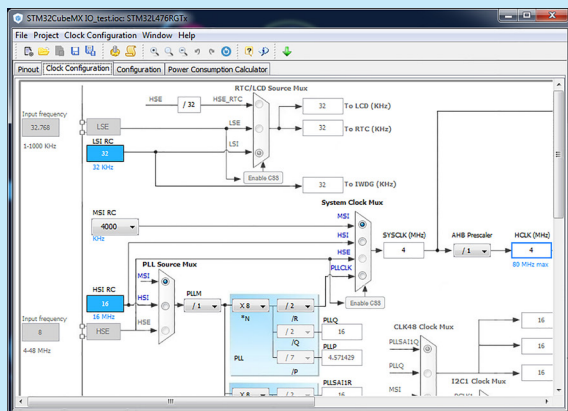 STM32CubeMX IO_test.ioc: STM32L476RGTx
File Project Clock Configuration Window Help
Pinout Clock Configuration Configuration Power Consumption Calculator
RTC/LCD Source Mux
HSE
/ 32
HSE_RTC
32
To LCD (KHz)
Input frequency
32.768
1-1000 KHz
LSE
LSE
32
To RTC (KHz)
LSI RC
32
32 KHz
LSI
Enable CSS
32
To IWDG (KHz)
System Clock Mux
MSI RC
4000
KHz
MSI
HSI
HSE
PLLCLK
SYSCLK (MHz)
4
AHB Prescaler
/ 1
HCLK (MHz)
4
80 MHz max
PLL Source Mux
MSI
HSI RC
16
16 MHz
HSI
PLLM
/ 1
X 8
*N
/ 2
/R
Enable CSS
Input frequency
8
4-48 MHz
HSE
HSE
/ 2
/Q
PLLQ
16
PLL
/ 7
/P
PLLP
4.571429
CLK48 Clock Mux
PLLSAI1Q
PLLQ
MSI
16
16
16
I2C1 Clock Mux
PLLSAI1R
X 8
/ 2
16